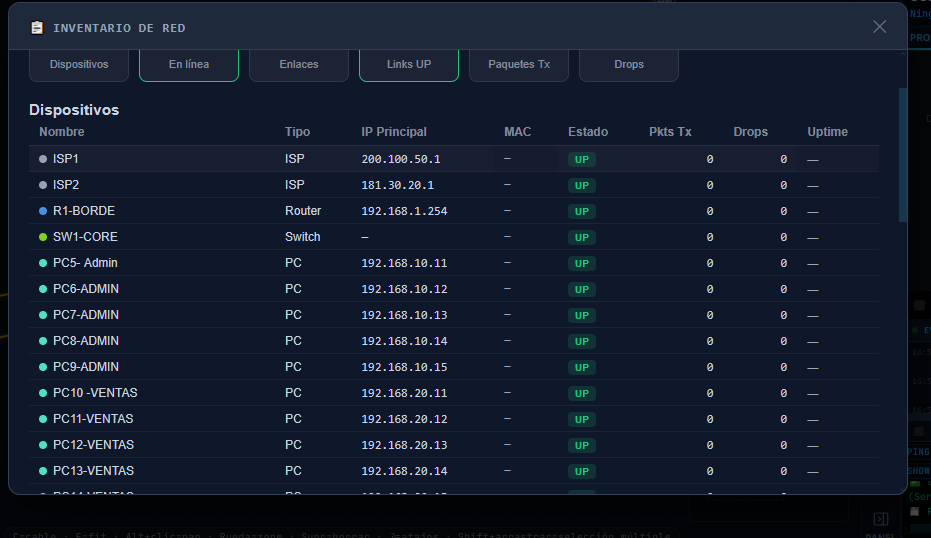 INVENTARIO DE RED
Dispositivos En línea Enlaces Links UP Paquetes Tx Drops
Dispositivos
Nombre Tipo IP Principal MAC Estado Pkts Tx Drops Uptime
ISP1 ISP 200.100.50.1 — UP 0 0 —
ISP2 ISP 181.30.20.1 — UP 0 0 —
R1-BORDE Router 192.168.1.254 — UP 0 0 —
SW1-CORE Switch — — UP 0 0 —
PC5- Admin PC 192.168.10.11 — UP 0 0 —
PC6-ADMIN PC 192.168.10.12 — UP 0 0 —
PC7-ADMIN PC 192.168.10.13 — UP 0 0 —
PC8-ADMIN PC 192.168.10.14 — UP 0 0 —
PC9-ADMIN PC 192.168.10.15 — UP 0 0 —
PC10 -VENTAS PC 192.168.20.11 — UP 0 0 —
PC11-VENTAS PC 192.168.20.12 — UP 0 0 —
PC12-VENTAS PC 192.168.20.13 — UP 0 0 —
PC13-VENTAS PC 192.168.20.14 — UP 0 0 —